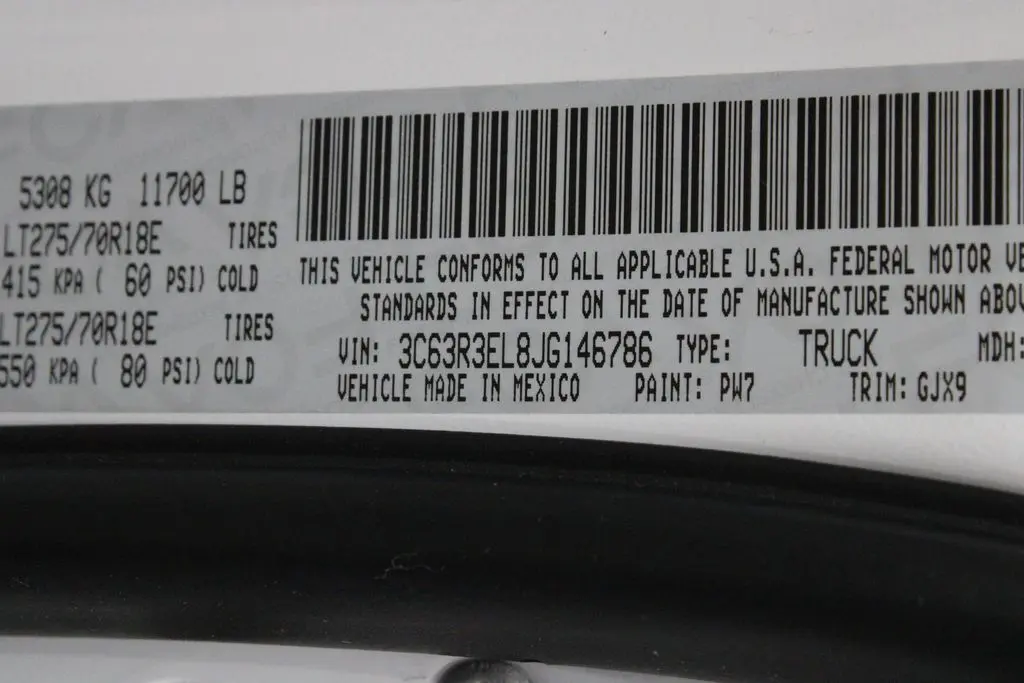 5308 KG 11700 LB
LT275/70R18E TIRES
415 KPA ( 60 PSI) COLD
LT275/70R18E TIRES
550 KPA ( 80 PSI) COLD
THIS VEHICLE CONFORMS TO ALL APPLICABLE U.S.A. FEDERAL MOTOR VE
STANDARDS IN EFFECT ON THE DATE OF MANUFACTURE SHOWN ABOV
VIN: 3C63R3EL8JG146786 TYPE: TRUCK MDH:
VEHICLE MADE IN MEXICO PAINT: PW7 TRIM: GJX9